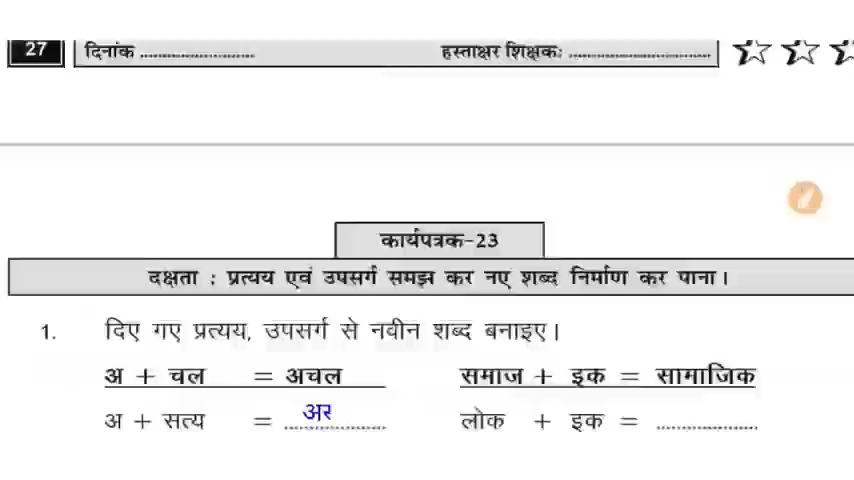 27 दिनांक ........................ हस्ताक्षर शिक्षकः ..............................
कार्यपत्रक-23
दक्षता : प्रत्यय एवं उपसर्ग समझ कर नए शब्द निर्माण कर पाना।
1. दिए गए प्रत्यय, उपसर्ग से नवीन शब्द बनाइए।
अ + चल = अचल समाज + इक = सामाजिक
अ + सत्य = अर लोक + इक = ....................